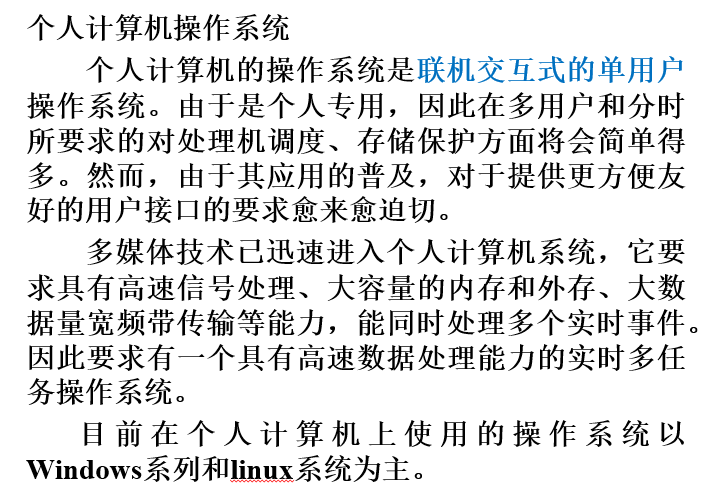 个人计算机操作系统
个人计算机的操作系统是联机交互式的单用户
操作系统。由于是个人专用，因此在多用户和分时
所要求的对处理机调度、存储保护方面将会简单得
多。然而，由于其应用的普及，对于提供更方便友
好的用户接口的要求愈来愈迫切。
多媒体技术已迅速进入个人计算机系统，它要
求具有高速信号处理、大容量的内存和外存、大数
据量宽频带传输等能力，能同时处理多个实时事件。
因此要求有一个具有高速数据处理能力的实时多任
务操作系统。
目前在个人计算机上使用的操作系统以
Windows系列和linux系统为主。